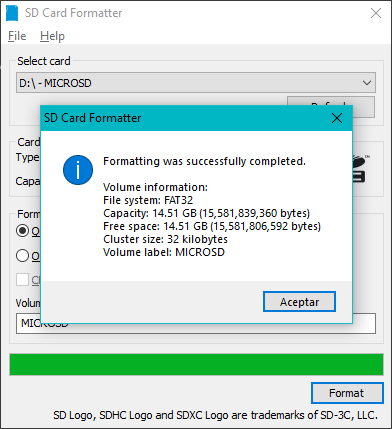 SD Card Formatter
File Help
Select card
D:\ - MICROSD
SD Card Formatter
Formatting was successfully completed.
Volume information:
File system: FAT32
Capacity: 14.51 GB (15,581,839,360 bytes)
Free space: 14.51 GB (15,581,806,592 bytes)
Cluster size: 32 kilobytes
Volume label: MICROSD
Aceptar
Card
Type
Capa
Form
Volum
MICROSD
Format
SD Logo, SDHC Logo and SDXC Logo are trademarks of SD-3C, LLC.